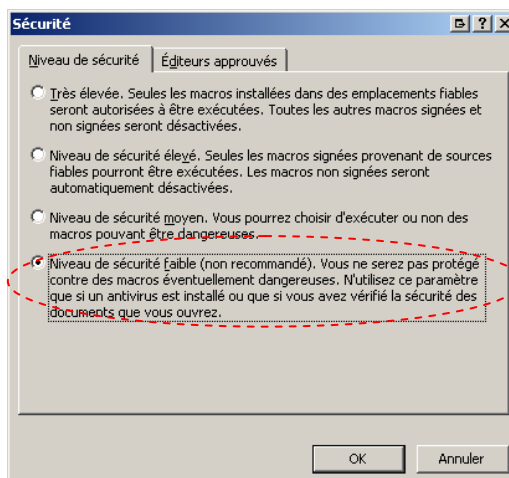 Sécurité
Niveau de sécurité
Éditeurs approuvés
Très élevée. Seules les macros installées dans des emplacements fiables
seront autorisées à être exécutées. Toutes les autres macros signées et
non signées seront désactivées.
Niveau de sécurité élevé. Seules les macros signées provenant de sources
fiables pourront être exécutées. Les macros non signées seront
automatiquement désactivées.
Niveau de sécurité moyen. Vous pourrez choisir d'exécuter ou non des
macros pouvant être dangereuses.
Niveau de sécurité faible (non recommandé). Vous ne serez pas protégé
contre des macros éventuellement dangereuses. N'utilisez ce paramètre
que si un antivirus est installé ou que si vous avez vérifié la sécurité des
documents que vous ouvrez.
OK
Annuler